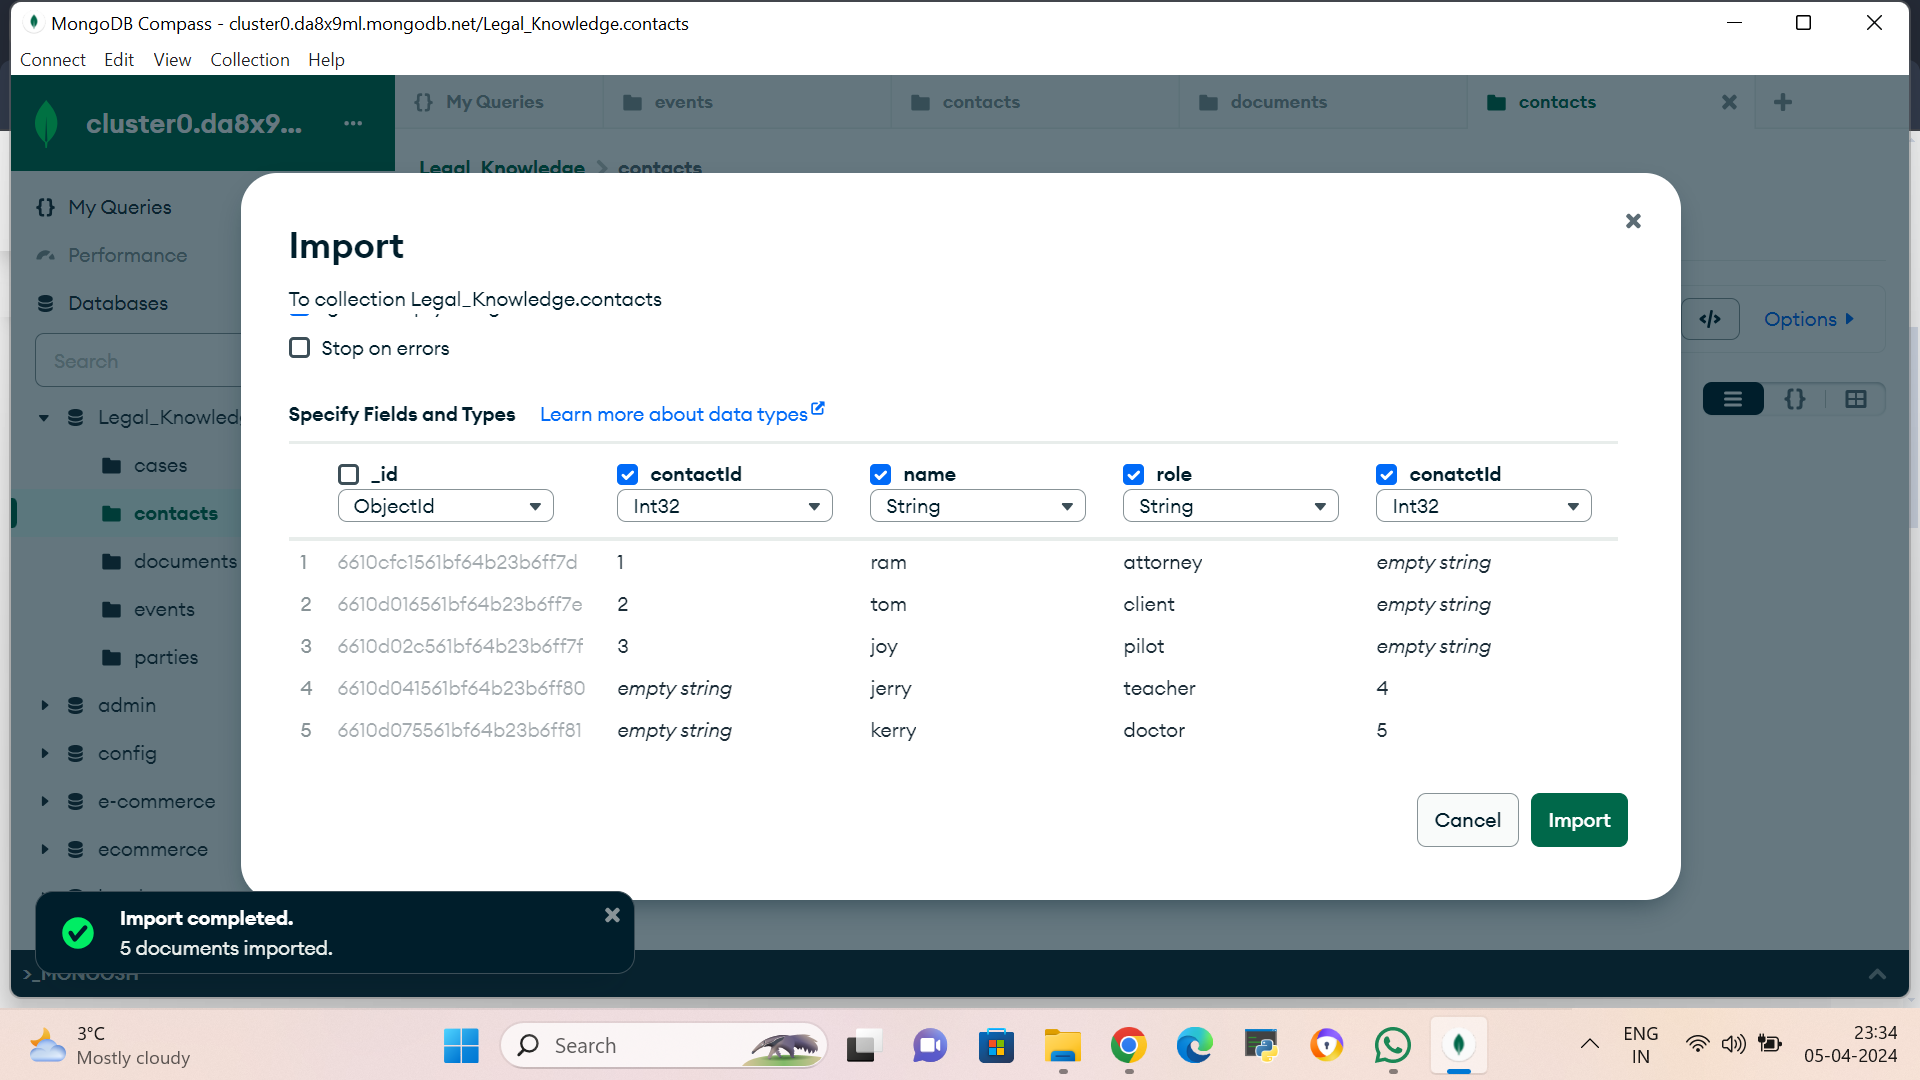 MongoDB Compass - cluster0.da8x9ml.mongodb.net/Legal_Knowledge.contacts
Connect Edit View Collection Help
cluster0.da8x9... ...
{} My Queries
events
contacts
documents
contacts
Legal_Knowledge > contacts
{} My Queries
Performance
Databases
Search
Legal_Knowled
cases
contacts
documents
events
parties
admin
config
e-commerce
ecommerce
Import
To collection Legal_Knowledge.contacts
Stop on errors
Specify Fields and Types Learn more about data types
_id contactId name role conatctId
ObjectId Int32 String String Int32
1 6610cfc1561bf64b23b6ff7d 1 ram attorney empty string
2 6610d016561bf64b23b6ff7e 2 tom client empty string
3 6610d02c561bf64b23b6ff7f 3 joy pilot empty string
4 6610d041561bf64b23b6ff80 empty string jerry teacher 4
5 6610d075561bf64b23b6ff81 empty string kerry doctor 5
Cancel Import
</> Options
{}
Import completed.
5 documents imported.
>_MONGOSH
3°C
Mostly cloudy
Search
ENG
IN
23:34
05-04-2024